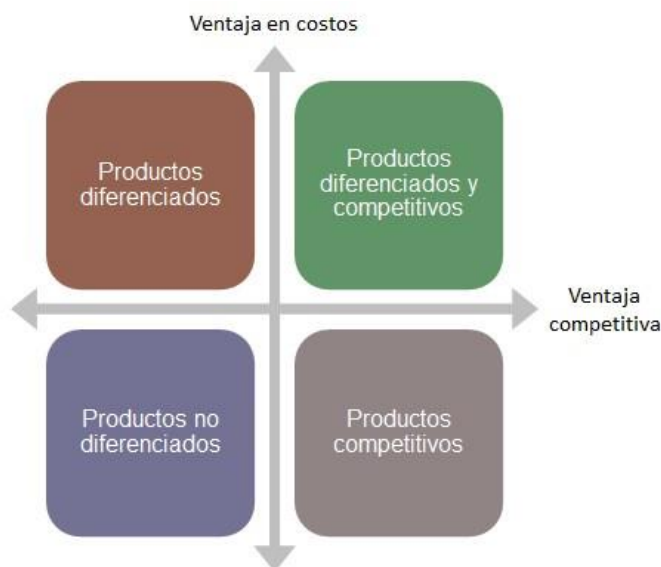 Ventaja en costos
Productos
diferenciados
Productos
diferenciados y
competitivos
Ventaja
competitiva
Productos no
diferenciados
Productos
competitivos